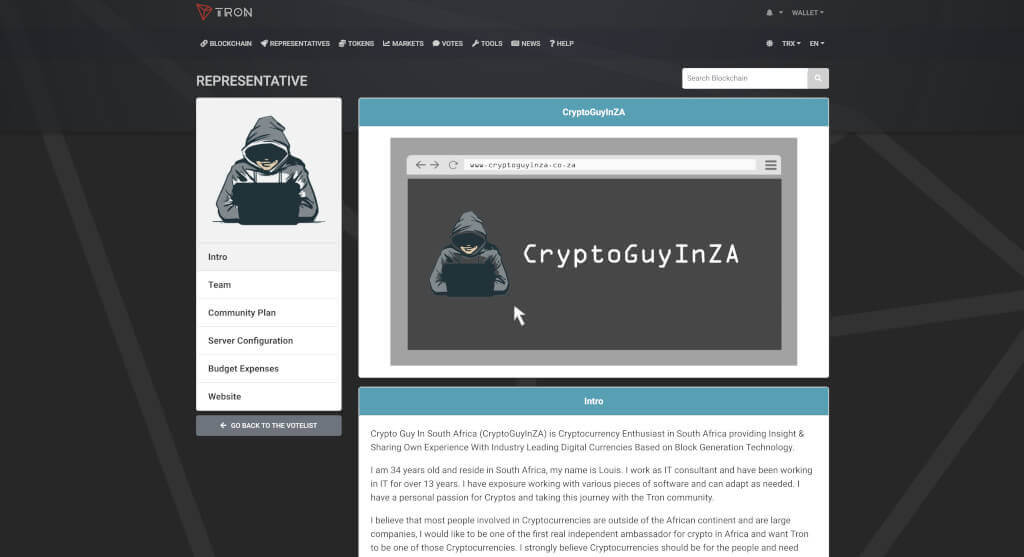 TRON
WALLET
BLOCKCHAIN REPRESENTATIVES TOKENS MARKETS VOTES TOOLS NEWS HELP TRX EN
REPRESENTATIVE
Search Blockchain
CryptoGuyInZA
www-cryptoguyinza-co-za
CryptoGuyInZA
Intro
Team
Community Plan
Server Configuration
Budget Expenses
Website
GO BACK TO THE VOTELIST
Intro
Crypto Guy In South Africa (CryptoGuyInZA) is Cryptocurrency Enthusiast in South Africa providing Insight &
Sharing Own Experience With Industry Leading Digital Currencies Based on Block Generation Technology.
I am 34 years old and reside in South Africa, my name is Louis. I work as IT consultant and have been working
in IT for over 13 years. I have exposure working with various pieces of software and can adapt as needed. I
have a personal passion for Cryptos and taking this journey with the Tron community.
I believe that most people involved in Cryptocurrencies are outside of the African continent and are large
companies, I would like to be one of the first real independent ambassador for crypto in Africa and want Tron
to be one of those Cryptocurrencies. I strongly believe Cryptocurrencies should be for the people and need